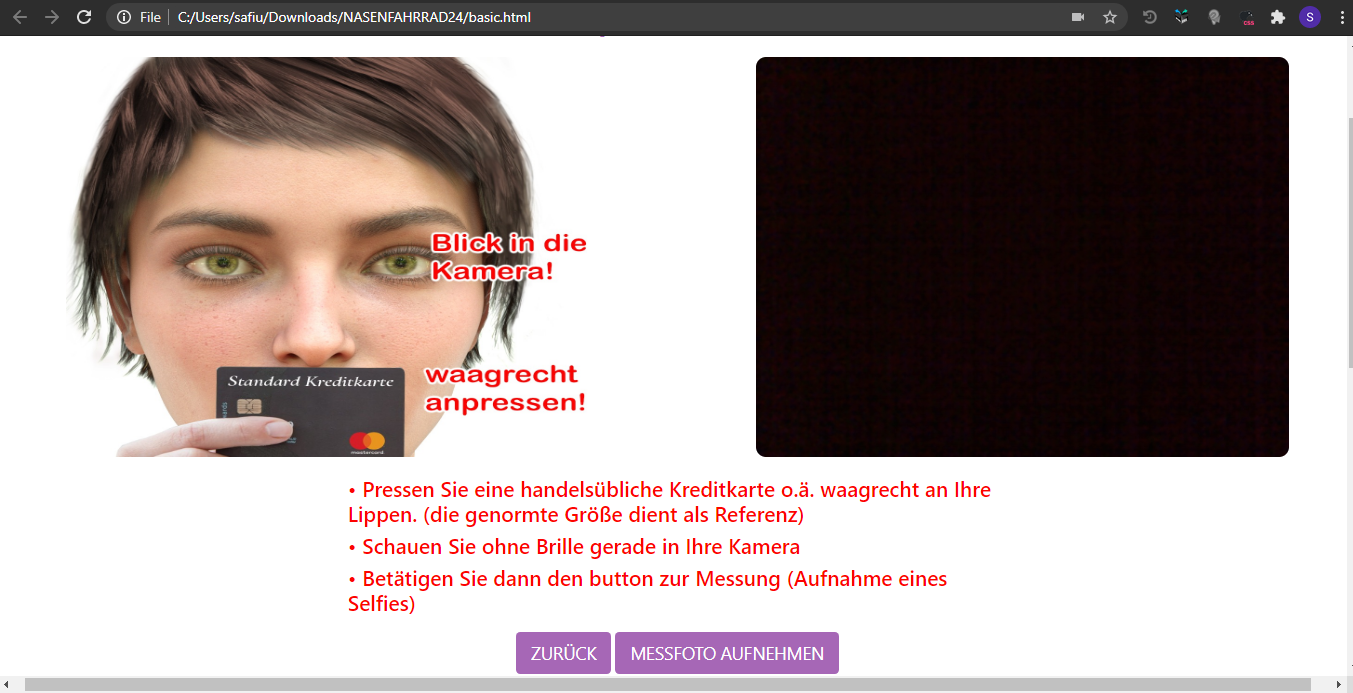 File
C:/Users/safiu/Downloads/NASENFAHRRAD24/basic.html
css
S
Blick in die
Kamera!
waagrecht
anpressen!
Standard Kreditkarte
mastercard
• Pressen Sie eine handelsübliche Kreditkarte o.ä. waagrecht an Ihre
Lippen. (die genormte Größe dient als Referenz)
• Schauen Sie ohne Brille gerade in Ihre Kamera
• Betätigen Sie dann den button zur Messung (Aufnahme eines
Selfies)
ZURÜCK
MESSFOTO AUFNEHMEN